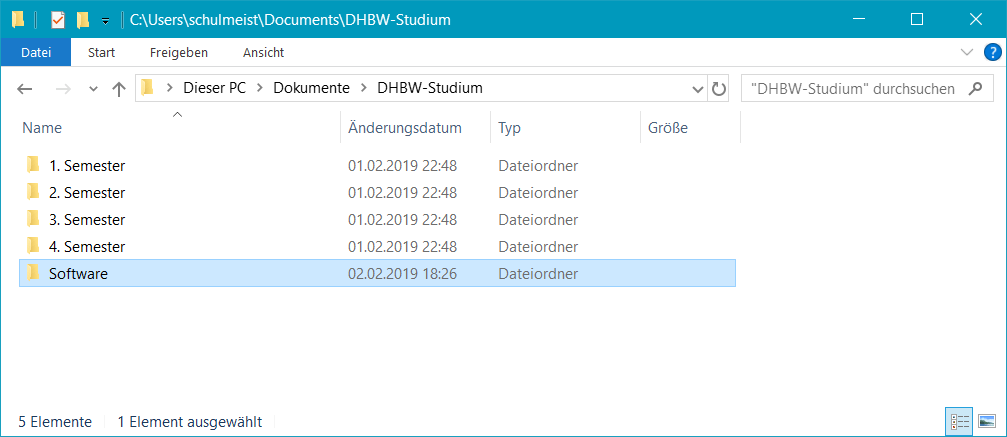 C:\Users\schulmeist\Documents\DHBW-Studium
Datei Start Freigeben Ansicht ?
Dieser PC Dokumente DHBW-Studium "DHBW-Studium" durchsuchen
Name Änderungsdatum Typ Größe
1. Semester 01.02.2019 22:48 Dateiordner
2. Semester 01.02.2019 22:48 Dateiordner
3. Semester 01.02.2019 22:48 Dateiordner
4. Semester 01.02.2019 22:48 Dateiordner
Software 02.02.2019 18:26 Dateiordner
5 Elemente 1 Element ausgewählt